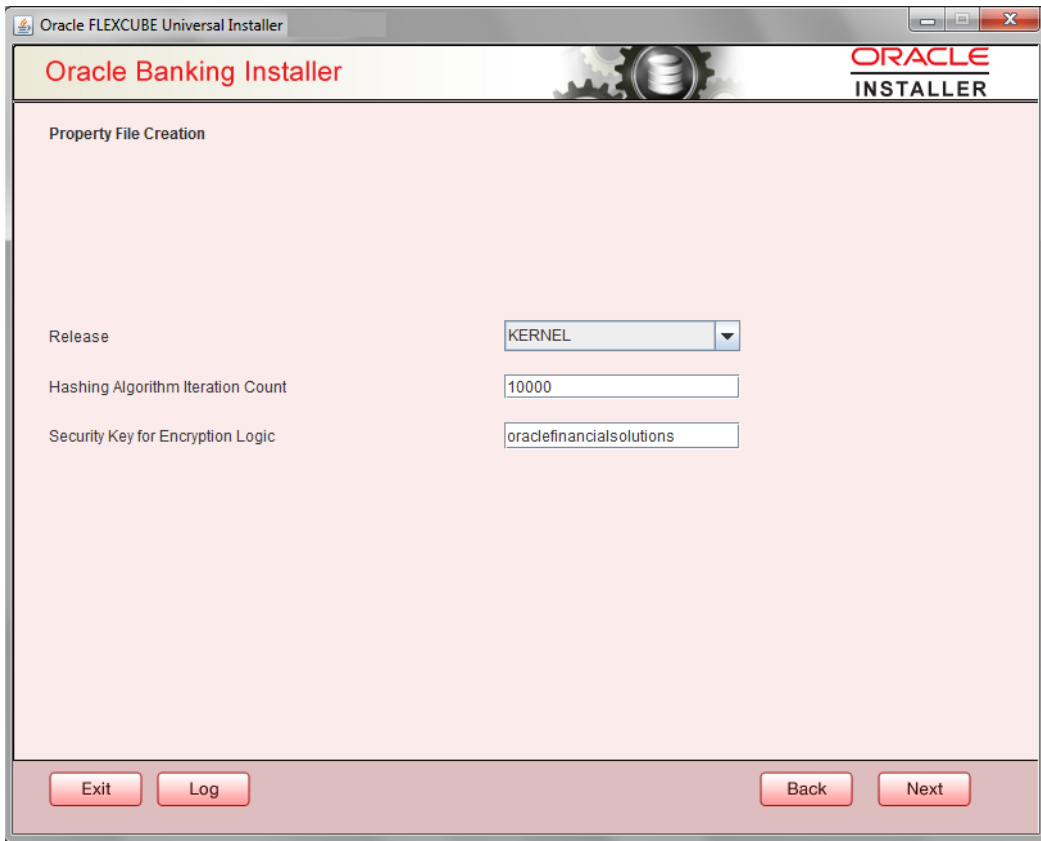 Oracle FLEXCUBE Universal Installer
X
Oracle Banking Installer
ORACLE
INSTALLER
Property File Creation
Release
KERNEL
Hashing Algorithm Iteration Count
10000
Security Key for Encryption Logic
oraclefinancialsolutions
Exit
Log
Back
Next